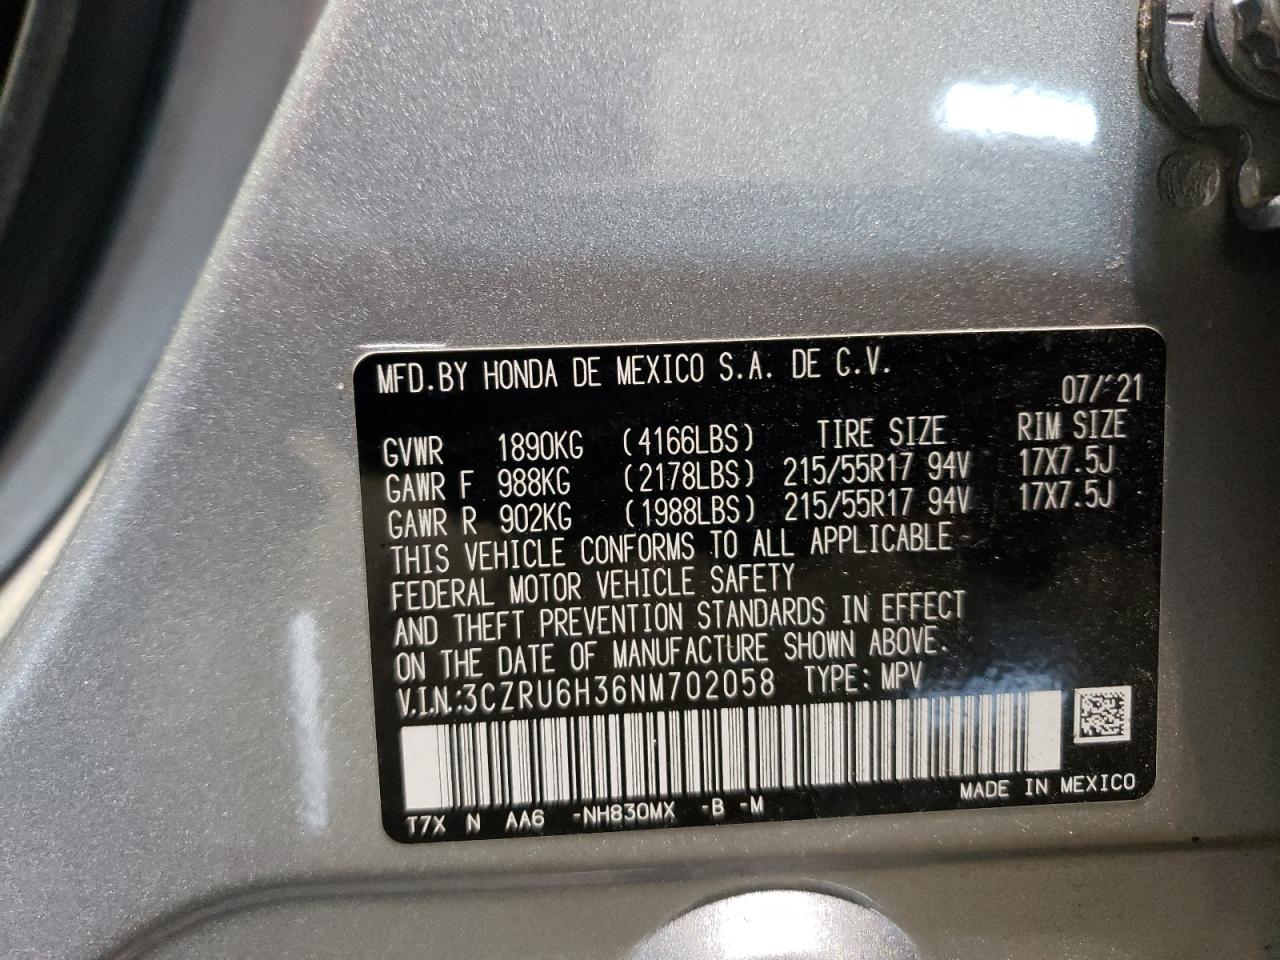 MFD.BY HONDA DE MEXICO S.A. DE C.V.
07/21
GVWR 1890KG (4166LBS) TIRE SIZE RIM SIZE
GAWR F 988KG (2178LBS) 215/55R17 94V 17X7.5J
GAWR R 902KG (1988LBS) 215/55R17 94V 17X7.5J
THIS VEHICLE CONFORMS TO ALL APPLICABLE
FEDERAL MOTOR VEHICLE SAFETY
AND THEFT PREVENTION STANDARDS IN EFFECT
ON THE DATE OF MANUFACTURE SHOWN ABOVE.
V.I.N.:3CZRU6H36NM702058 TYPE: MPV
MADE IN MEXICO
T7X N AA6 -NH830MX -B -M